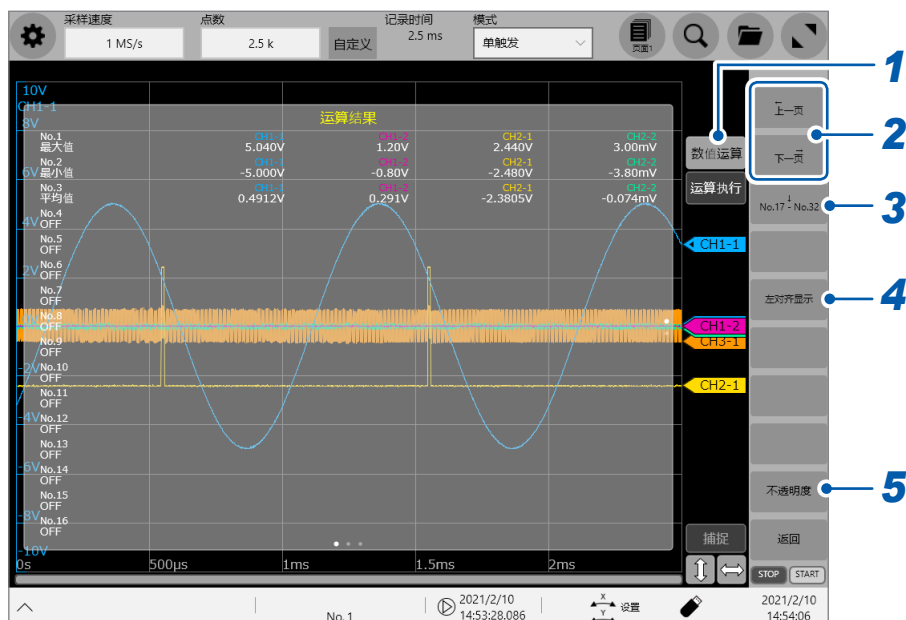 采样速度 点数 记录时间 模式
1 MS/s 2.5 k 自定义 2.5 ms 单触发 页面1
10V
CH1-1
8V
运算结果
No.1 CH1-1 CH1-2 CH2-1 CH2-2
最大值 5.040V 1.20V 2.440V 3.00mV
No.2 CH1-1 CH1-2 CH2-1 CH2-2
6V 最小值 -5.000V -0.80V -2.480V -3.80mV
No.3 CH1-1 CH1-2 CH2-1 CH2-2
平均值 0.4912V 0.291V -2.3805V -0.074mV
No.4
4V OFF
No.5
OFF
No.6
2V OFF
No.7
OFF
No.8
OFF
No.9
OFF
No.10
-2V OFF
No.11
OFF
-4V No.12
OFF
No.13
OFF
-6V No.14
OFF
No.15
OFF
-8V No.16
OFF
-10V
0s 500μs 1ms 1.5ms 2ms
数值运算
运算执行
CH1-1
CH1-2
CH3-1
CH2-1
捕捉
上一页
下一页
No.17 - No.32
左对齐显示
不透明度
返回
STOP START
1
2
3
4
5
No.1
2021/2/10
14:53:28.086
X
Y
设置
2021/2/10
14:54:06